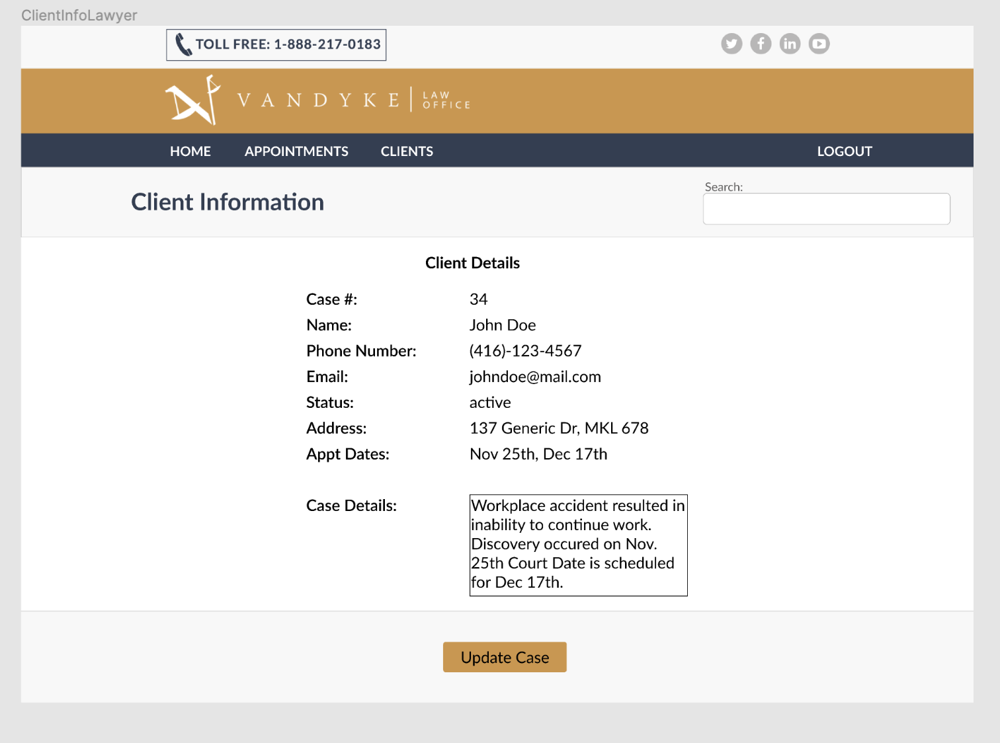 ClientInfoLawyer
TOLL FREE: 1-888-217-0183
VANDYKE LAW
OFFICE
HOME APPOINTMENTS CLIENTS LOGOUT
Client Information
Search:
Client Details
Case #: 34
Name: John Doe
Phone Number: (416)-123-4567
Email: johndoe@mail.com
Status: active
Address: 137 Generic Dr, MKL 678
Appt Dates: Nov 25th, Dec 17th
Case Details: Workplace accident resulted in
inability to continue work.
Discovery occured on Nov.
25th Court Date is scheduled
for Dec 17th.
Update Case